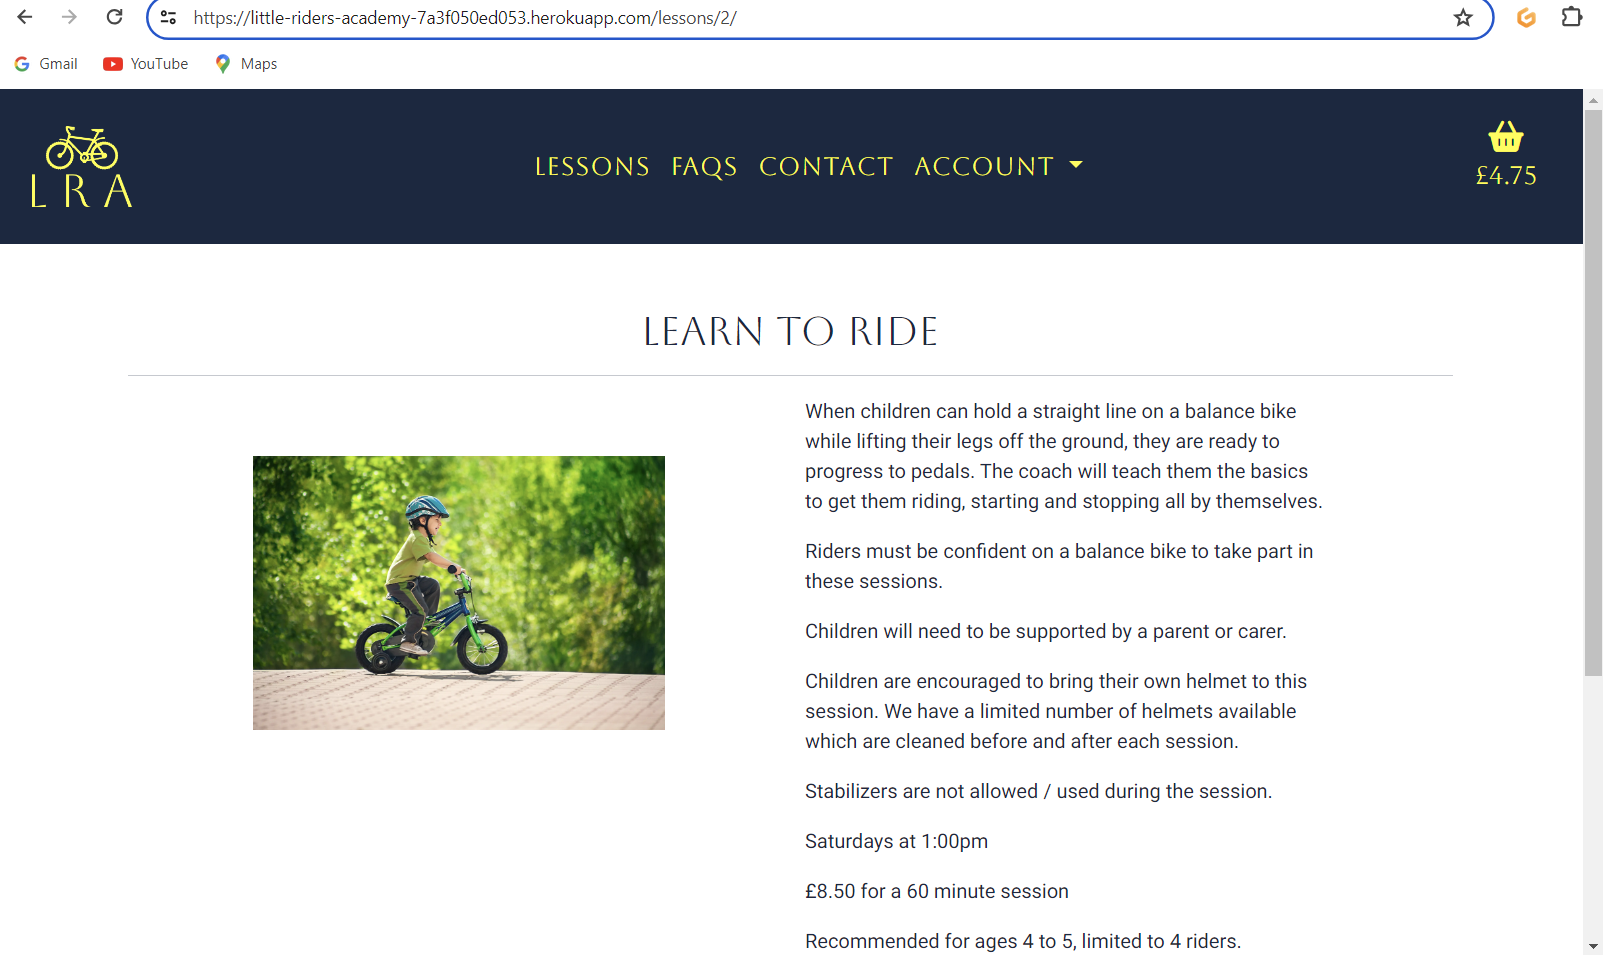 https://little-riders-academy-7a3f050ed053.herokuapp.com/lessons/2/
Gmail YouTube Maps
LRA
LESSONS FAQS CONTACT ACCOUNT
£4.75
LEARN TO RIDE
When children can hold a straight line on a balance bike
while lifting their legs off the ground, they are ready to
progress to pedals. The coach will teach them the basics
to get them riding, starting and stopping all by themselves.
Riders must be confident on a balance bike to take part in
these sessions.
Children will need to be supported by a parent or carer.
Children are encouraged to bring their own helmet to this
session. We have a limited number of helmets available
which are cleaned before and after each session.
Stabilizers are not allowed / used during the session.
Saturdays at 1:00pm
£8.50 for a 60 minute session
Recommended for ages 4 to 5, limited to 4 riders.